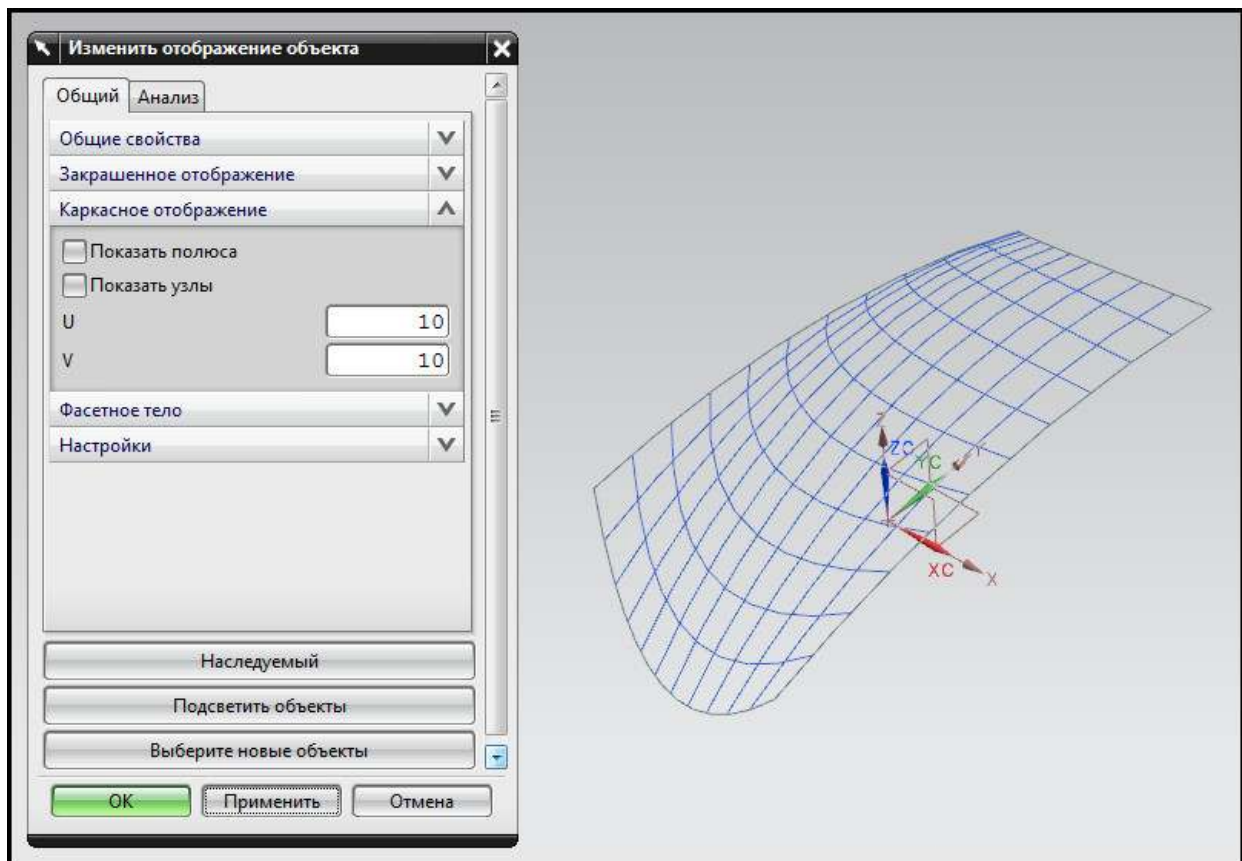 Изменить отображение объекта
Общий Анализ
Общие свойства
Закрашенное отображение
Каркасное отображение
Показать полюса
Показать узлы
U 10
V 10
Фасетное тело
Настройки
Наследуемый
Подсветить объекты
Выберите новые объекты
OK Применить Отмена
Z
ZC
YC
Y
XC
X